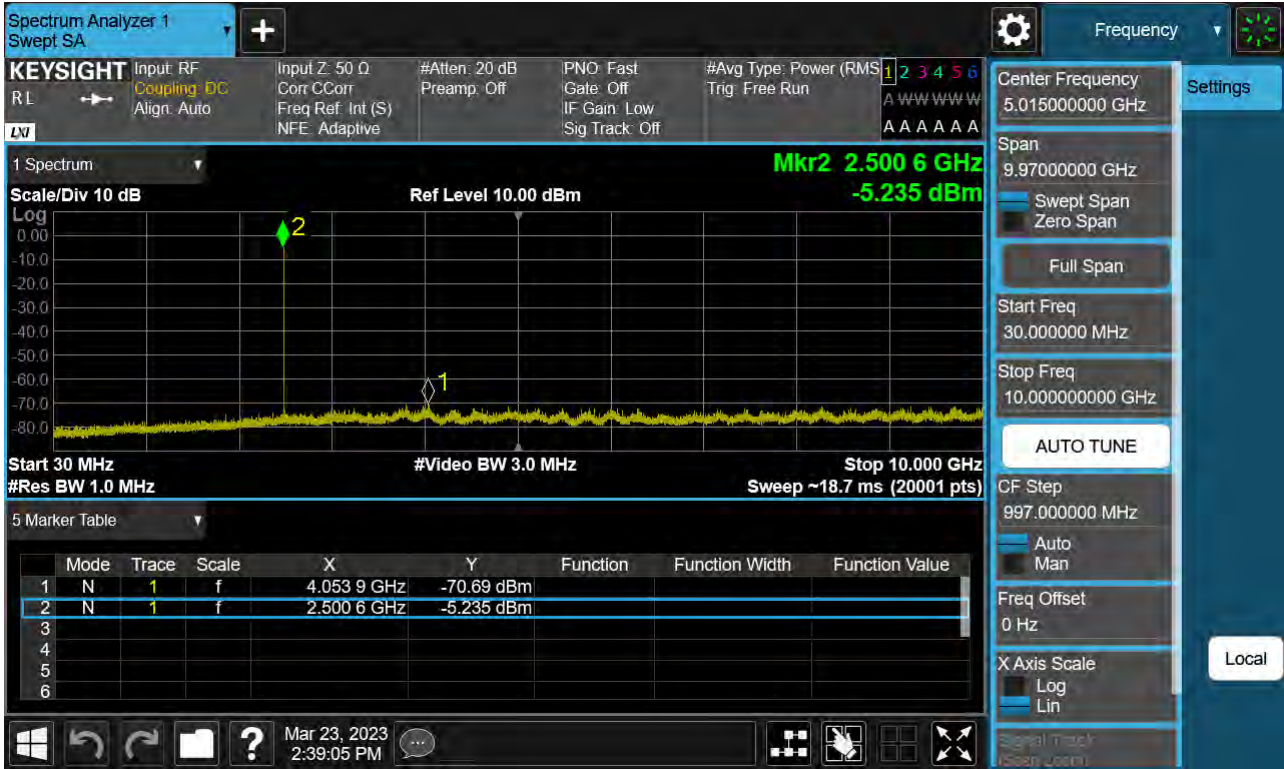 Spectrum Analyzer 1
Swept SA
Frequency
KEYSIGHT
RL
LXI
Input: RF
Coupling: DC
Align: Auto
Input Z: 50 Ω
Corr CCorr
Freq Ref: Int (S)
NFE: Adaptive
#Atten: 20 dB
Preamp: Off
PNO: Fast
Gate: Off
IF Gain: Low
Sig Track: Off
#Avg Type: Power (RMS
Trig: Free Run
1 2 3 4 5 6
A W W W W W
A A A A A A
1 Spectrum
Mkr2 2.500 6 GHz
-5.235 dBm
Scale/Div 10 dB
Ref Level 10.00 dBm
Log
0.00
-10.0
-20.0
-30.0
-40.0
-50.0
-60.0
-70.0
-80.0
2
1
Start 30 MHz
#Video BW 3.0 MHz
Stop 10.000 GHz
#Res BW 1.0 MHz
Sweep ~18.7 ms (20001 pts)
5 Marker Table
Mode Trace Scale X Y Function Function Width Function Value
1 N 1 f 4.053 9 GHz -70.69 dBm
2 N 1 f 2.500 6 GHz -5.235 dBm
3
4
5
6
Mar 23, 2023
2:39:05 PM
Center Frequency
5.015000000 GHz
Span
9.97000000 GHz
Swept Span
Zero Span
Full Span
Start Freq
30.000000 MHz
Stop Freq
10.000000000 GHz
AUTO TUNE
CF Step
997.000000 MHz
Auto
Man
Freq Offset
0 Hz
X Axis Scale
Log
Lin
Signal Track
(Span Zoom)
Settings
Local